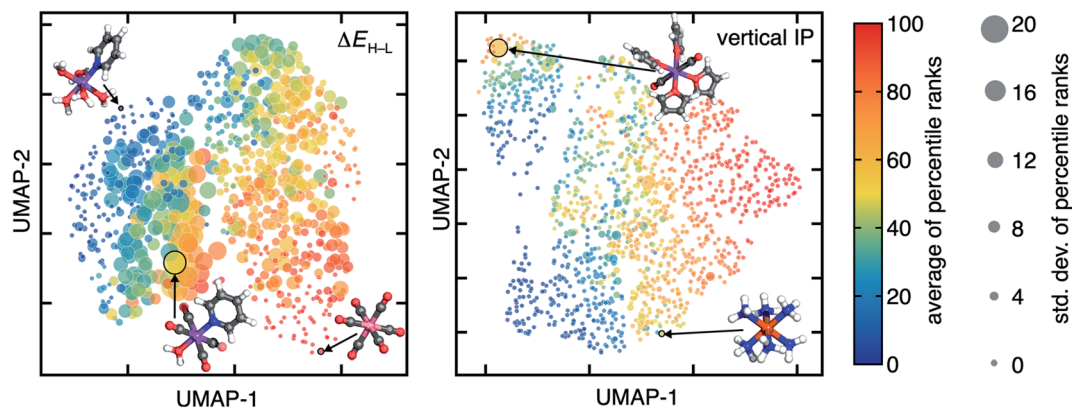 ΔE_H–L
UMAP-2
UMAP-1
vertical IP
UMAP-2
UMAP-1
100
80
60
40
20
0
average of percentile ranks
20
16
12
8
4
0
std. dev. of percentile ranks